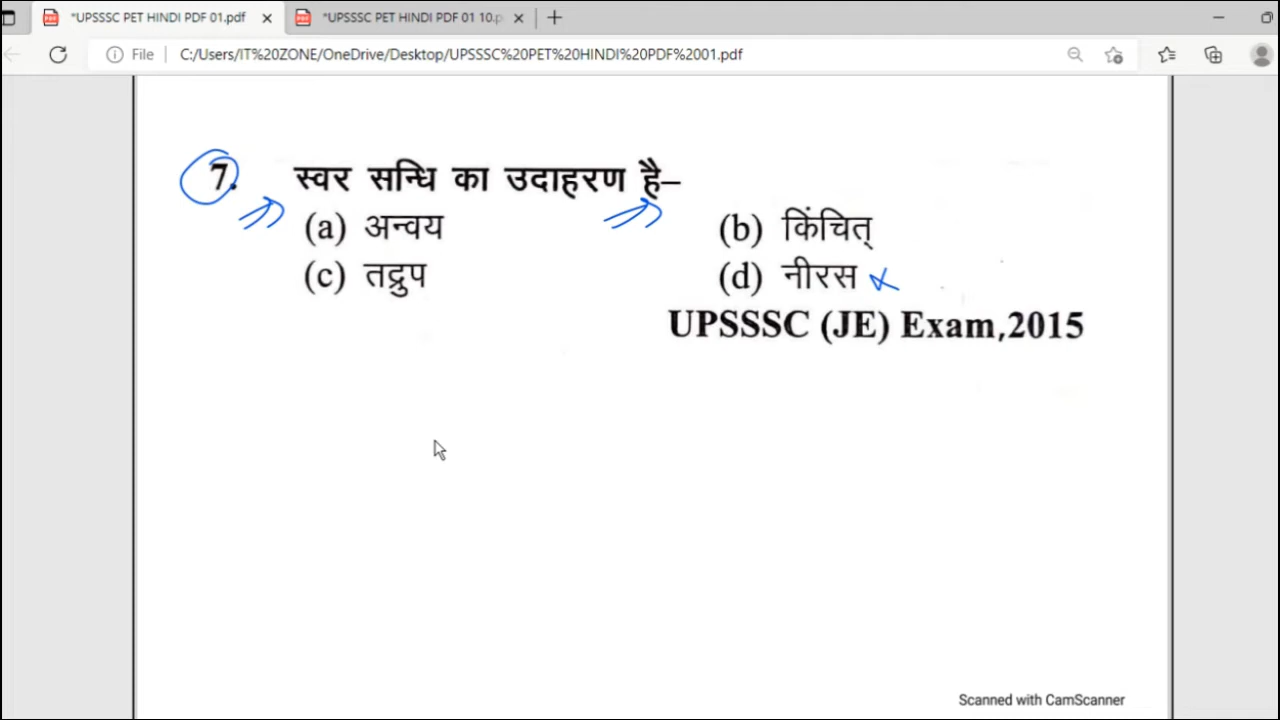 *UPSSSC PET HINDI PDF 01.pdf
*UPSSSC PET HINDI PDF 01 10.p
File
C:/Users/IT%20ZONE/OneDrive/Desktop/UPSSSC%20PET%20HINDI%20PDF%2001.pdf
7. स्वर सन्धि का उदाहरण है–
(a) अन्वय (b) किंचित्
(c) तद्रुप (d) नीरस
UPSSSC (JE) Exam,2015
Scanned with CamScanner